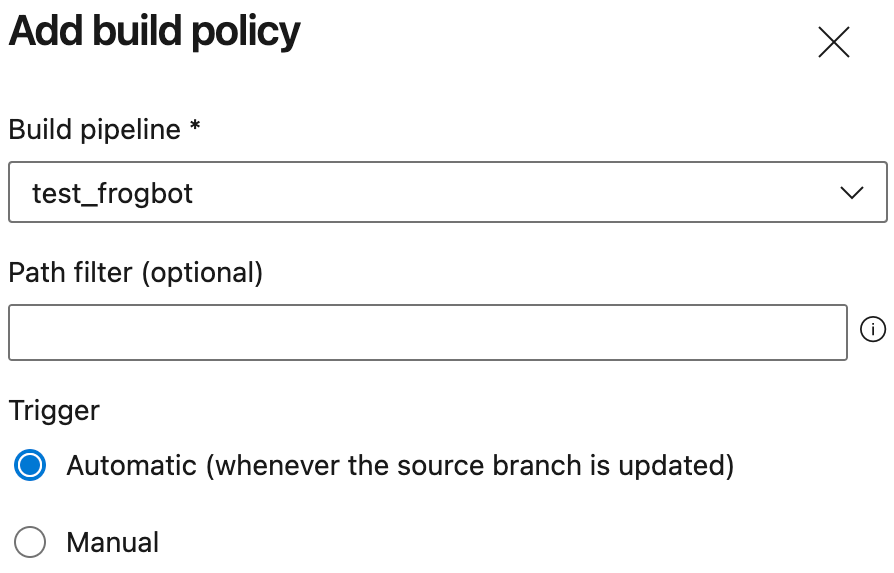 Add build policy
Build pipeline *
test_frogbot
Path filter (optional)
Trigger
Automatic (whenever the source branch is updated)
Manual